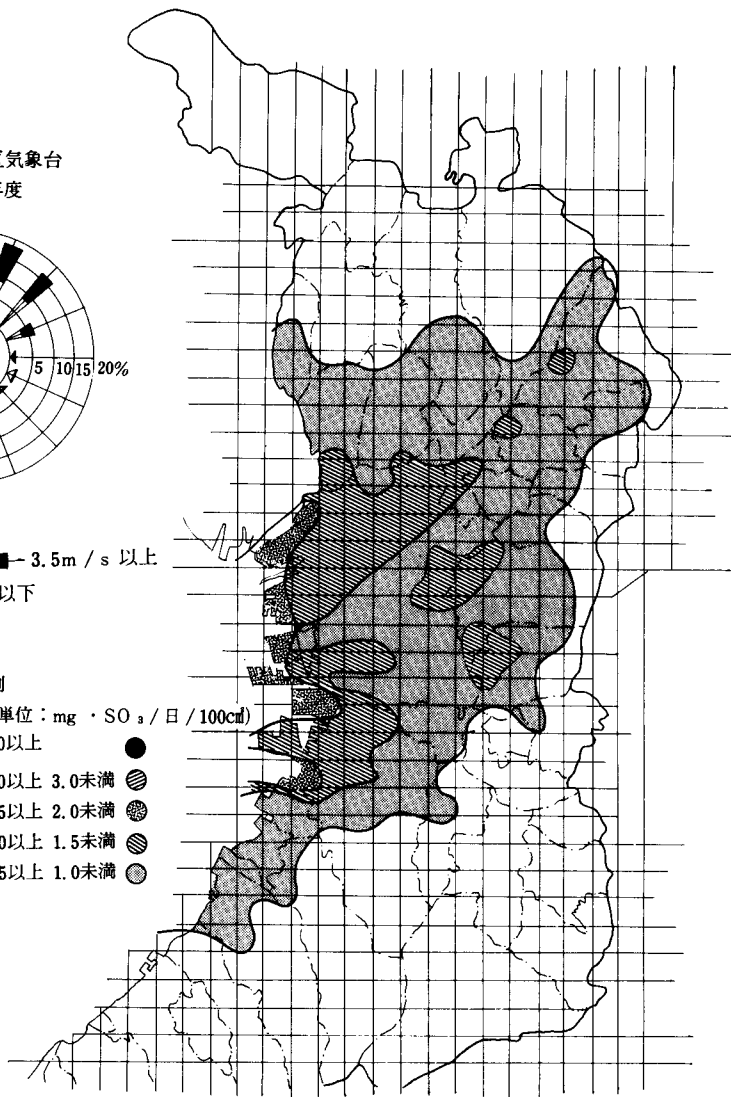 気象台
年度
5 10 15 20%
3.5m / s 以上
以下
例
単位：mg ・SO₃ / 日 / 100㎠)
0以上
0以上 3.0未満
5以上 2.0未満
0以上 1.5未満
5以上 1.0未満